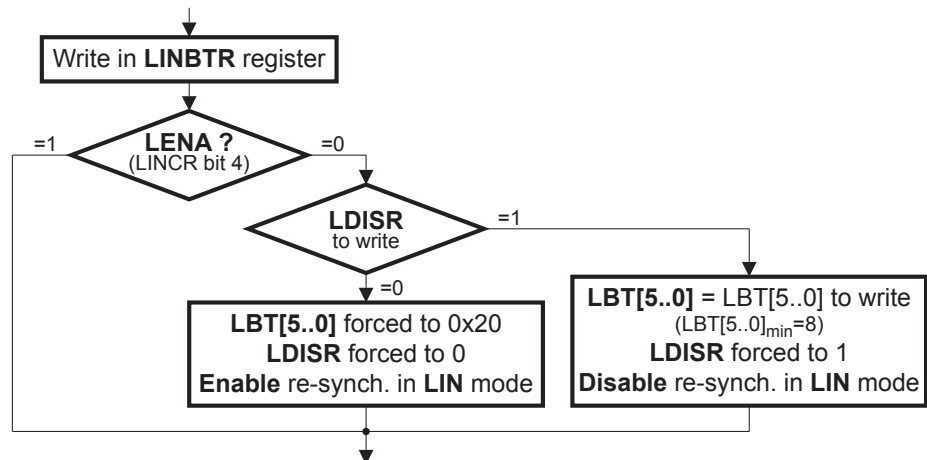 Write in LINBTR register
LENA ?
(LINCR bit 4)
=1
=0
LDISR
to write
=1
=0
LBT[5..0] forced to 0x20
LDISR forced to 0
Enable re-synch. in LIN mode
LBT[5..0] = LBT[5..0] to write
(LBT[5..0]min=8)
LDISR forced to 1
Disable re-synch. in LIN mode